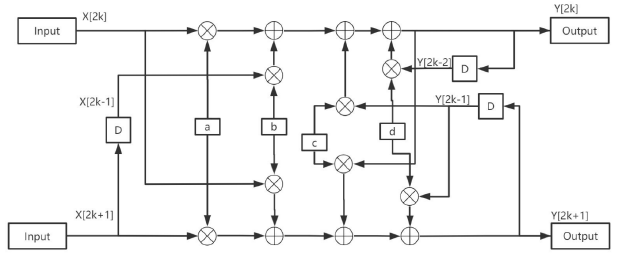 X[2k]
Y[2k]
Input
Output
Y[2k-2]
D
X[2k-1]
Y[2k-1]
D
D
a
b
c
d
X[2k+1]
Y[2k+1]
Input
Output